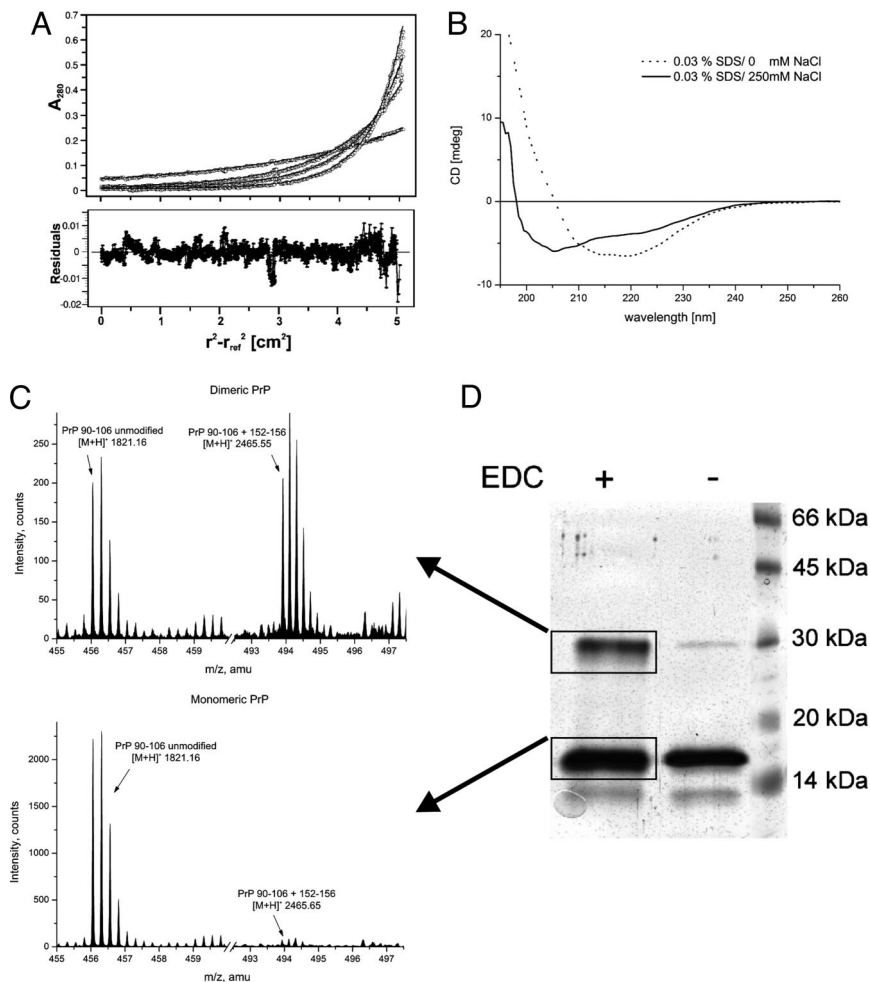 A
0.7
0.6
0.5
0.4
0.3
0.2
0.1
0
A280
0.01
0
-0.01
-0.02
Residuals
0 1 2 3 4 5
r²-rref² [cm²]
B
20
10
0
-10
CD [mdeg]
0.03 % SDS/ 0 mM NaCl
0.03 % SDS/ 250mM NaCl
200 210 220 230 240 250 260
wavelength [nm]
C
Dimeric PrP
PrP 90-106 unmodified
[M+H]+ 1821.16
PrP 90-106 + 152-156
[M+H]+ 2465.55
250
200
150
100
50
0
Intensity, counts
455 456 457 458 459 493 494 495 496 497
m/z, amu
Monomeric PrP
PrP 90-106 unmodified
[M+H]+ 1821.16
PrP 90-106 + 152-156
[M+H]+ 2465.65
2000
1500
1000
500
0
Intensity, counts
455 456 457 458 459 493 494 495 496 497
m/z, amu
D
EDC + -
66 kDa
45 kDa
30 kDa
20 kDa
14 kDa